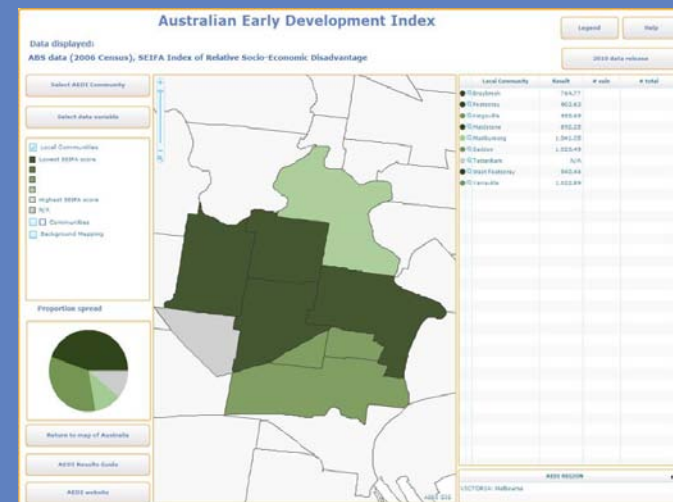 Australian Early Development Index
Legend
Help
Data displayed:
ABS data (2006 Census), SEIFA Index of Relative Socio-Economic Disadvantage
2010 data release
Select AEDI Community
Select data variable
Local Communities
Lowest SEIFA score
Highest SEIFA score
N/A
Communities
Background Mapping
Proportion spread
Return to map of Australia
AEDI Results Guide
AEDI website
Local Community Result # vuln # total
Braybrook
Footscray
Kingsville
Maidstone
Maribyrnong
Seddon
Tottenham N/A
West Footscray
Yarraville
AEDI REGION
VICTORIA: Melbourne